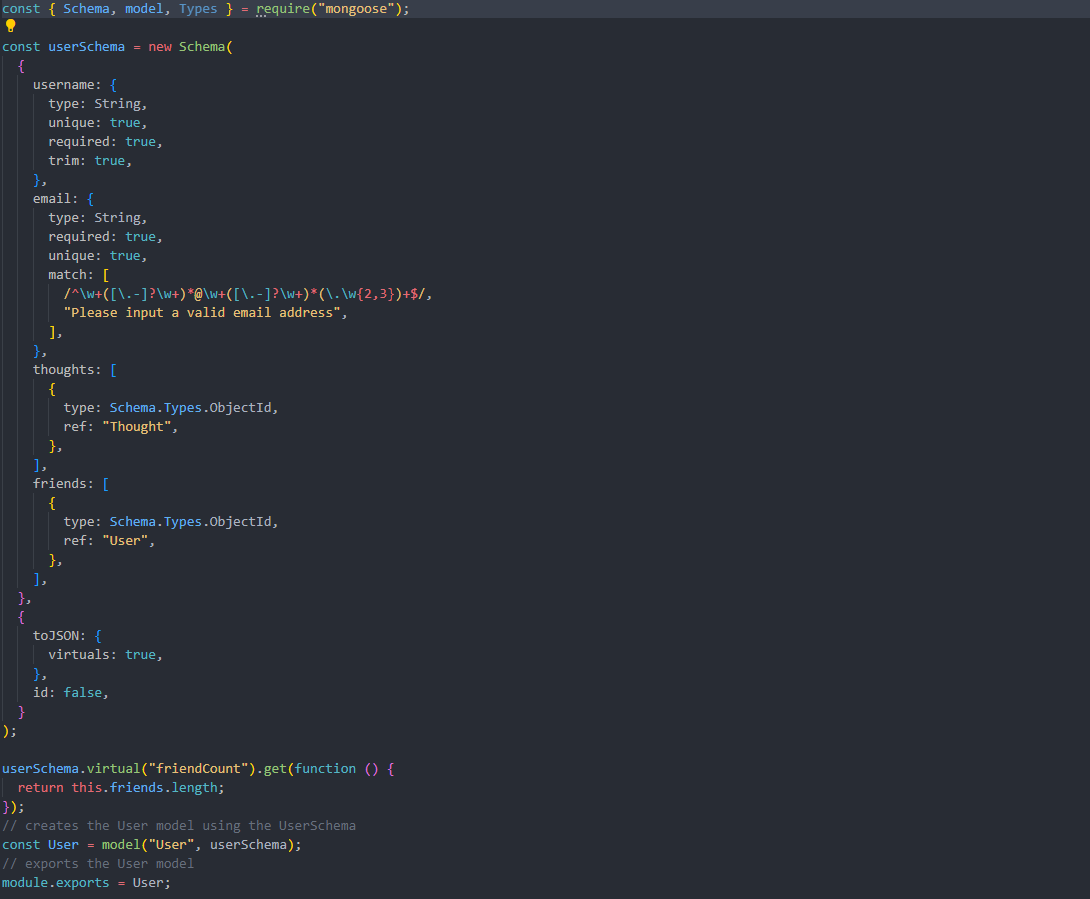 const { Schema, model, Types } = require("mongoose");
const userSchema = new Schema(
  {
    username: {
      type: String,
      unique: true,
      required: true,
      trim: true,
    },
    email: {
      type: String,
      required: true,
      unique: true,
      match: [
        /^\w+([\.-]?\w+)*@\w+([\.-]?\w+)*(\.\w{2,3})+$/,
        "Please input a valid email address",
      ],
    },
    thoughts: [
      {
        type: Schema.Types.ObjectId,
        ref: "Thought",
      },
    ],
    friends: [
      {
        type: Schema.Types.ObjectId,
        ref: "User",
      },
    ],
  },
  {
    toJSON: {
      virtuals: true,
    },
    id: false,
  }
);
userSchema.virtual("friendCount").get(function () {
  return this.friends.length;
});
// creates the User model using the UserSchema
const User = model("User", userSchema);
// exports the User model
module.exports = User;